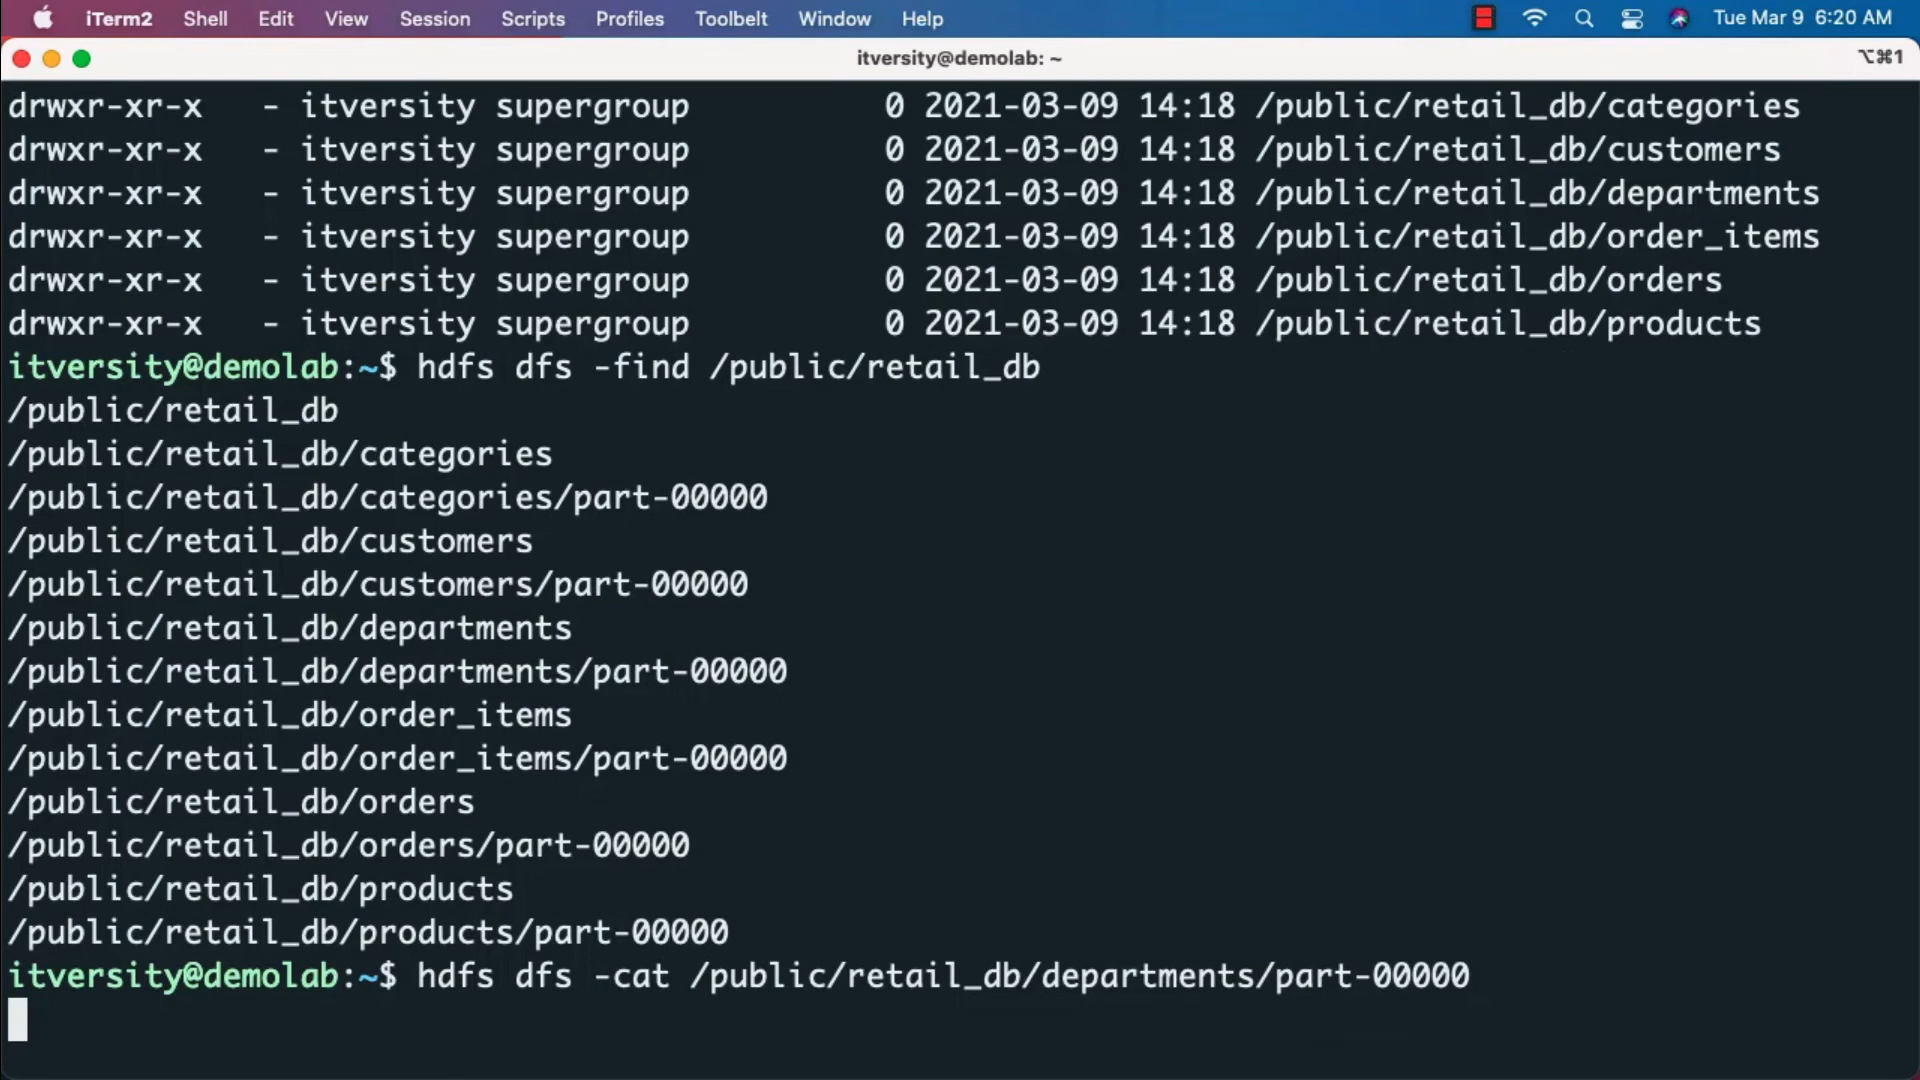 iTerm2 Shell Edit View Session Scripts Profiles Toolbelt Window Help Tue Mar 9 6:20 AM
itversity@demolab: ~ ⌥⌘1
drwxr-xr-x   - itversity supergroup          0 2021-03-09 14:18 /public/retail_db/categories
drwxr-xr-x   - itversity supergroup          0 2021-03-09 14:18 /public/retail_db/customers
drwxr-xr-x   - itversity supergroup          0 2021-03-09 14:18 /public/retail_db/departments
drwxr-xr-x   - itversity supergroup          0 2021-03-09 14:18 /public/retail_db/order_items
drwxr-xr-x   - itversity supergroup          0 2021-03-09 14:18 /public/retail_db/orders
drwxr-xr-x   - itversity supergroup          0 2021-03-09 14:18 /public/retail_db/products
itversity@demolab:~$ hdfs dfs -find /public/retail_db
/public/retail_db
/public/retail_db/categories
/public/retail_db/categories/part-00000
/public/retail_db/customers
/public/retail_db/customers/part-00000
/public/retail_db/departments
/public/retail_db/departments/part-00000
/public/retail_db/order_items
/public/retail_db/order_items/part-00000
/public/retail_db/orders
/public/retail_db/orders/part-00000
/public/retail_db/products
/public/retail_db/products/part-00000
itversity@demolab:~$ hdfs dfs -cat /public/retail_db/departments/part-00000